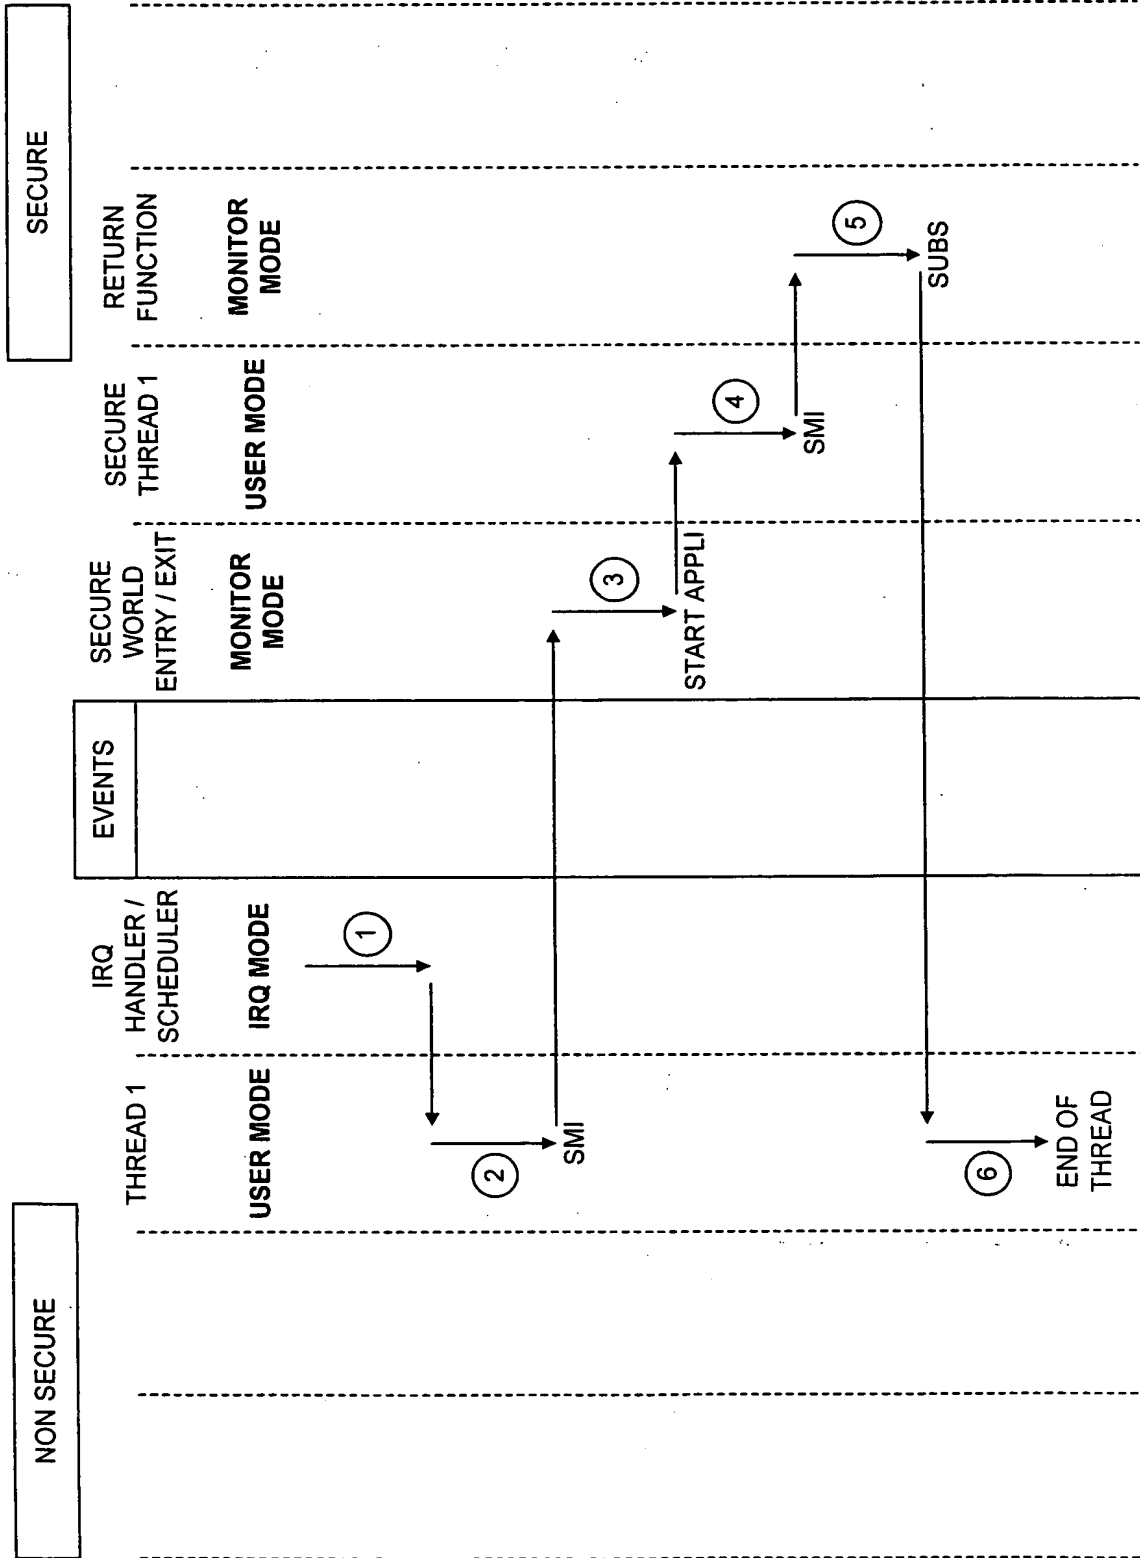 NON SECURE
SECURE
THREAD 1
USER MODE
IRQ
HANDLER /
SCHEDULER
IRQ MODE
EVENTS
SECURE
WORLD
ENTRY / EXIT
MONITOR
MODE
SECURE
THREAD 1
USER MODE
RETURN
FUNCTION
MONITOR
MODE
1
2
SMI
3
START APPLI
4
SMI
5
SUBS
6
END OF
THREAD